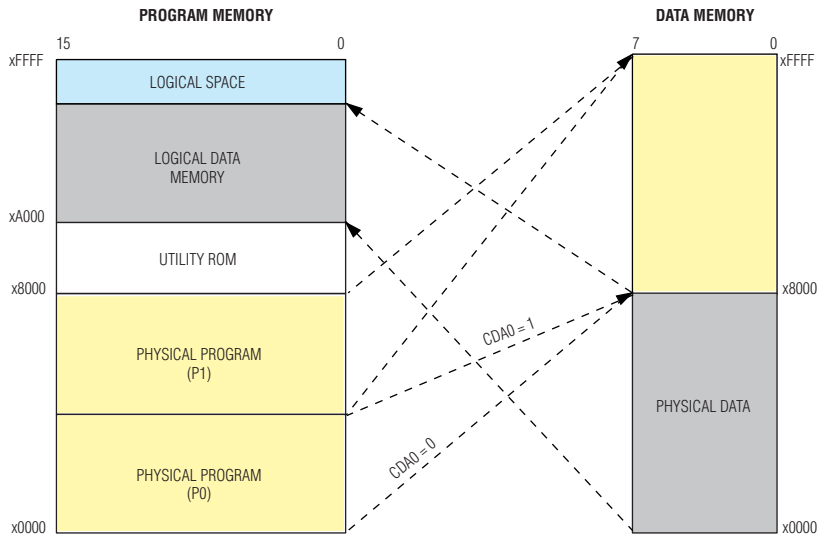 PROGRAM MEMORY
DATA MEMORY
15
0
7
0
xFFFF
xFFFF
LOGICAL SPACE
LOGICAL DATA
MEMORY
xA000
UTILITY ROM
x8000
x8000
CDA0 = 1
PHYSICAL PROGRAM
(P1)
PHYSICAL DATA
CDA0 = 0
PHYSICAL PROGRAM
(P0)
x0000
x0000